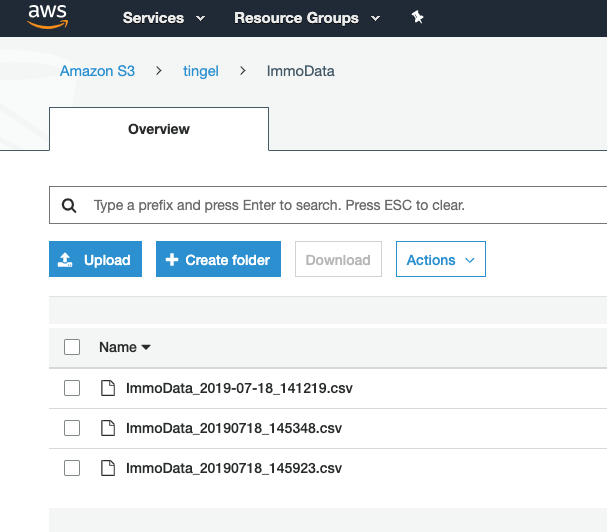 aws Services Resource Groups
Amazon S3 > tingel > ImmoData
Overview
Type a prefix and press Enter to search. Press ESC to clear.
Upload + Create folder Download Actions
Name
ImmoData_2019-07-18_141219.csv
ImmoData_20190718_145348.csv
ImmoData_20190718_145923.csv